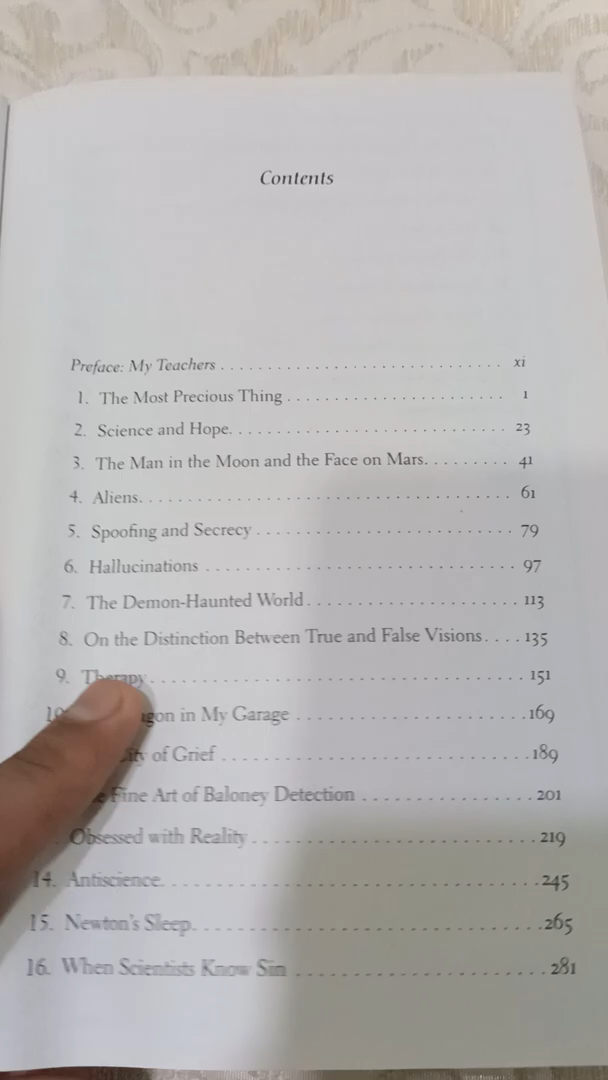 Contents
Preface: My Teachers . . . . . . . . . . . . . . . . . . . . . . . . . . . . xi
1. The Most Precious Thing . . . . . . . . . . . . . . . . . . . . . 1
2. Science and Hope. . . . . . . . . . . . . . . . . . . . . . . . . . . 23
3. The Man in the Moon and the Face on Mars. . . . . . . . . 41
4. Aliens. . . . . . . . . . . . . . . . . . . . . . . . . . . . . . . . . . . 61
5. Spoofing and Secrecy . . . . . . . . . . . . . . . . . . . . . . . . 79
6. Hallucinations . . . . . . . . . . . . . . . . . . . . . . . . . . . . . 97
7. The Demon-Haunted World. . . . . . . . . . . . . . . . . . . . 113
8. On the Distinction Between True and False Visions. . . . 135
9. Therapy. . . . . . . . . . . . . . . . . . . . . . . . . . . . . . . . . . 151
in My Garage . . . . . . . . . . . . . . . . . . . . . 169
of Grief . . . . . . . . . . . . . . . . . . . . . . . . . . . . 189
Fine Art of Baloney Detection . . . . . . . . . . . . . . . . 201
Obsessed with Reality . . . . . . . . . . . . . . . . . . . . . . . . . 219
14. Antiscience. . . . . . . . . . . . . . . . . . . . . . . . . . . . . . . . 245
15. Newton's Sleep. . . . . . . . . . . . . . . . . . . . . . . . . . . . . 265
16. When Scientists Know Sin . . . . . . . . . . . . . . . . . . . . . 281